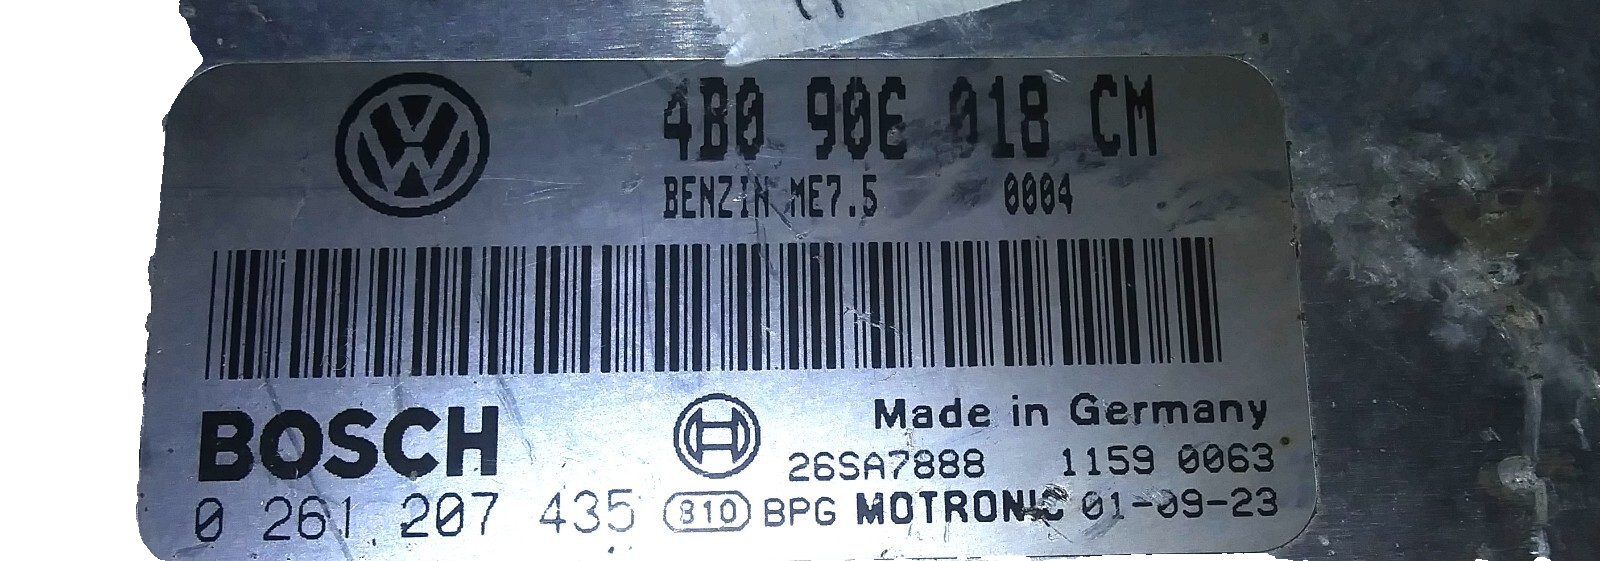 4B0 906 018 CM
BENZIN ME7.5 0004
BOSCH
Made in Germany
26SA7888 1159 0063
0 261 207 435 810 BPG MOTRONIC 01-09-23